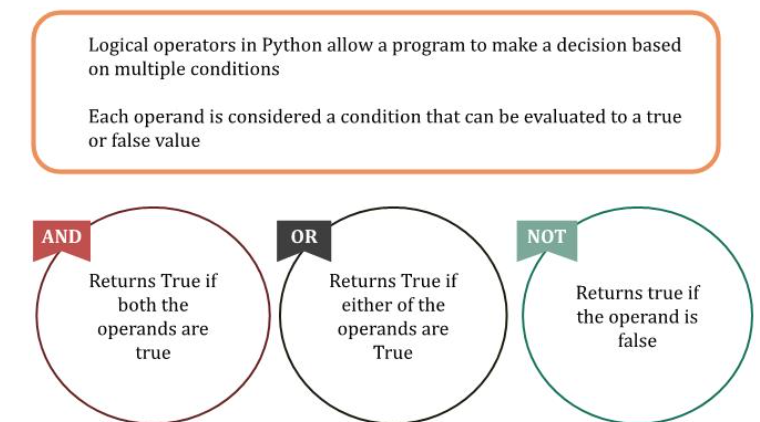 Logical operators in Python allow a program to make a decision based
on multiple conditions
Each operand is considered a condition that can be evaluated to a true
or false value
AND
Returns True if
both the
operands are
true
OR
Returns True if
either of the
operands are
True
NOT
Returns true if
the operand is
false